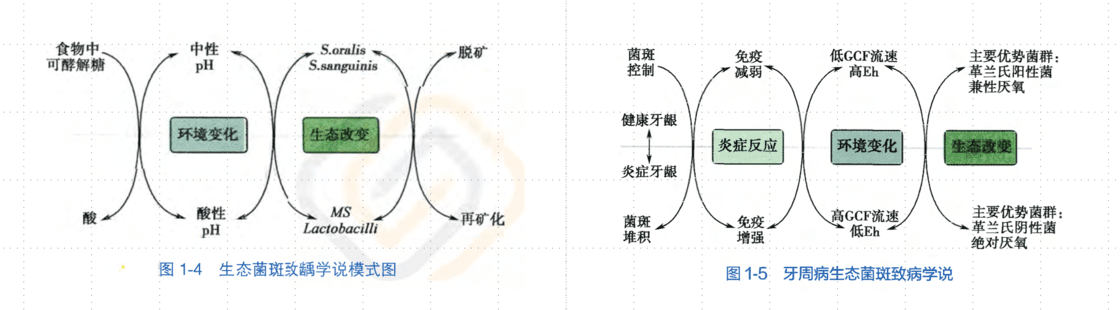 食物中
可酵解糖
中性
pH
S.oralis
S.sanguinis
脱矿
环境变化
生态改变
酸
酸性
pH
MS
Lactobacilli
再矿化
图 1-4 生态菌斑致龋学说模式图
菌斑
控制
免疫
减弱
低GCF流速
高Eh
主要优势菌群：
革兰氏阳性菌
兼性厌氧
健康牙龈
炎症牙龈
炎症反应
环境变化
生态改变
菌斑
堆积
免疫
增强
高GCF流速
低Eh
主要优势菌群：
革兰氏阴性菌
绝对厌氧
图 1-5 牙周病生态菌斑致病学说